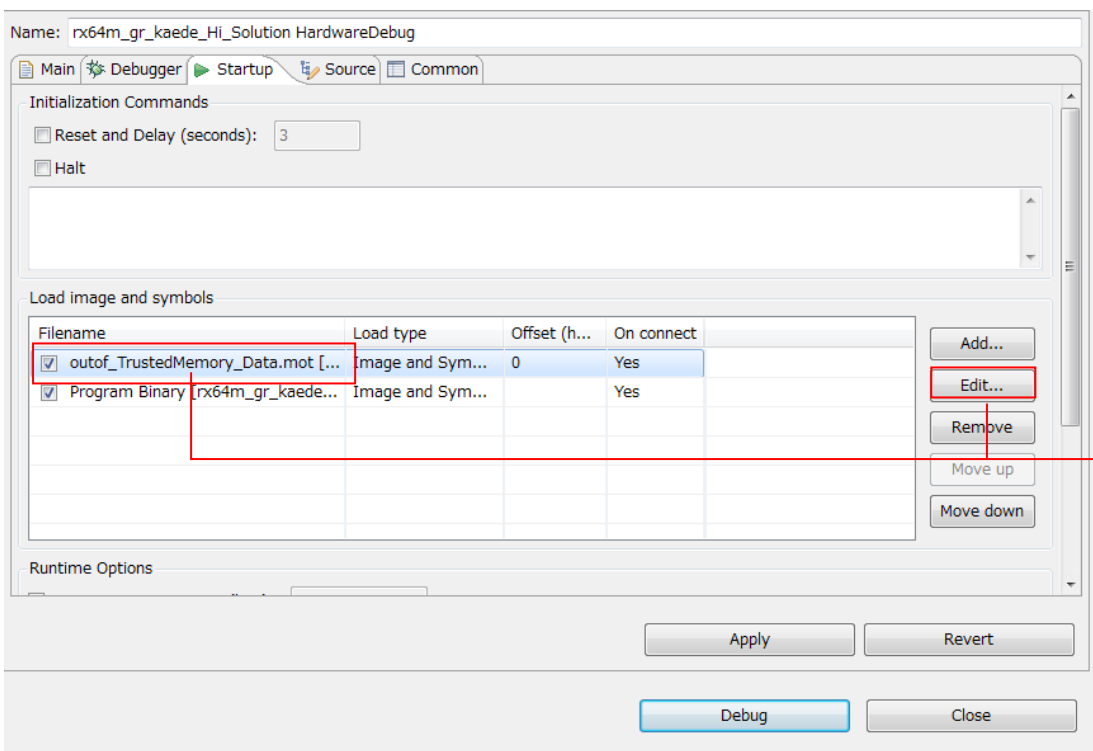 Name: rx64m_gr_kaede_Hi_Solution HardwareDebug
Main Debugger Startup Source Common
Initialization Commands
Reset and Delay (seconds): 3
Halt
Load image and symbols
Filename Load type Offset (h... On connect
outof_TrustedMemory_Data.mot [... Image and Sym... 0 Yes
Program Binary [rx64m_gr_kaede... Image and Sym... Yes
Add...
Edit...
Remove
Move up
Move down
Runtime Options
Apply Revert
Debug Close